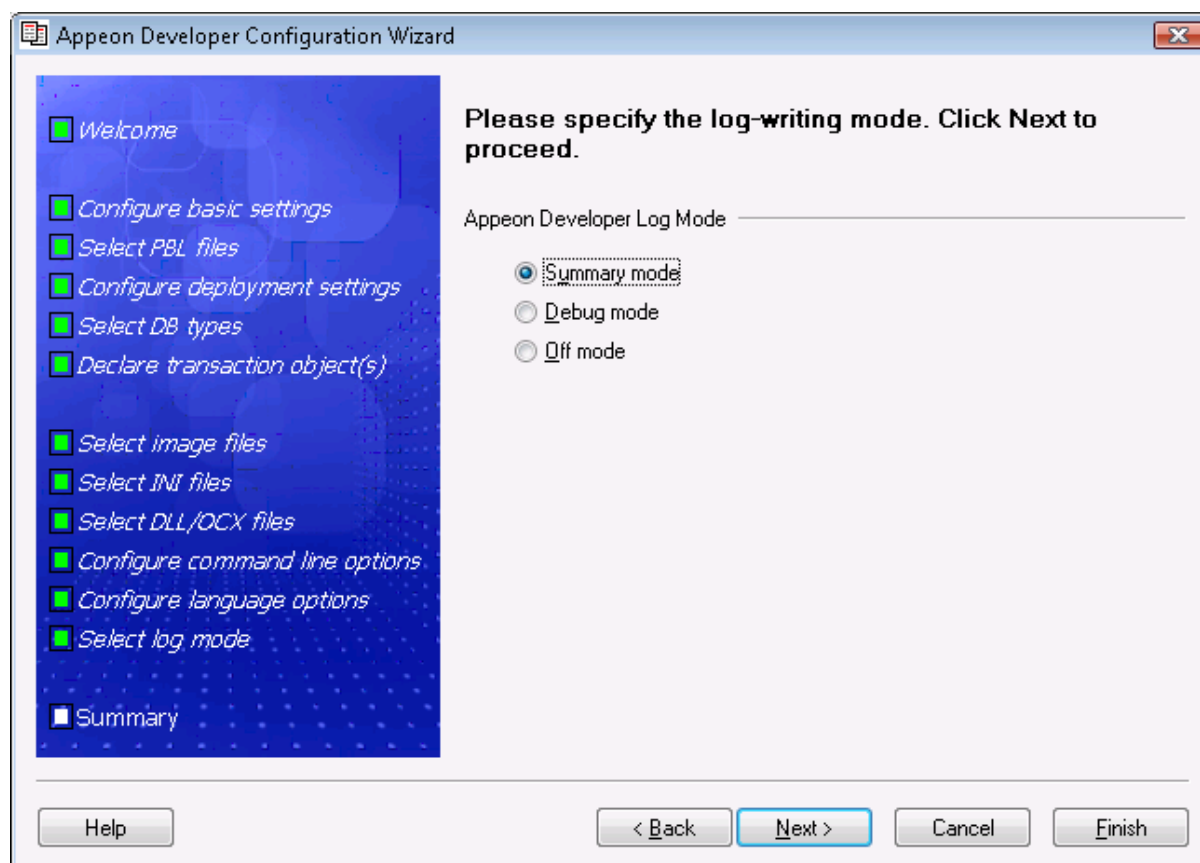 Appeon Developer Configuration Wizard
Welcome
Configure basic settings
Select PBL files
Configure deployment settings
Select DB types
Declare transaction object(s)
Select image files
Select INI files
Select DLL/OCX files
Configure command line options
Configure language options
Select log mode
Summary
Please specify the log-writing mode. Click Next to
proceed.
Appeon Developer Log Mode
Summary mode
Debug mode
Off mode
Help
< Back
Next >
Cancel
Finish